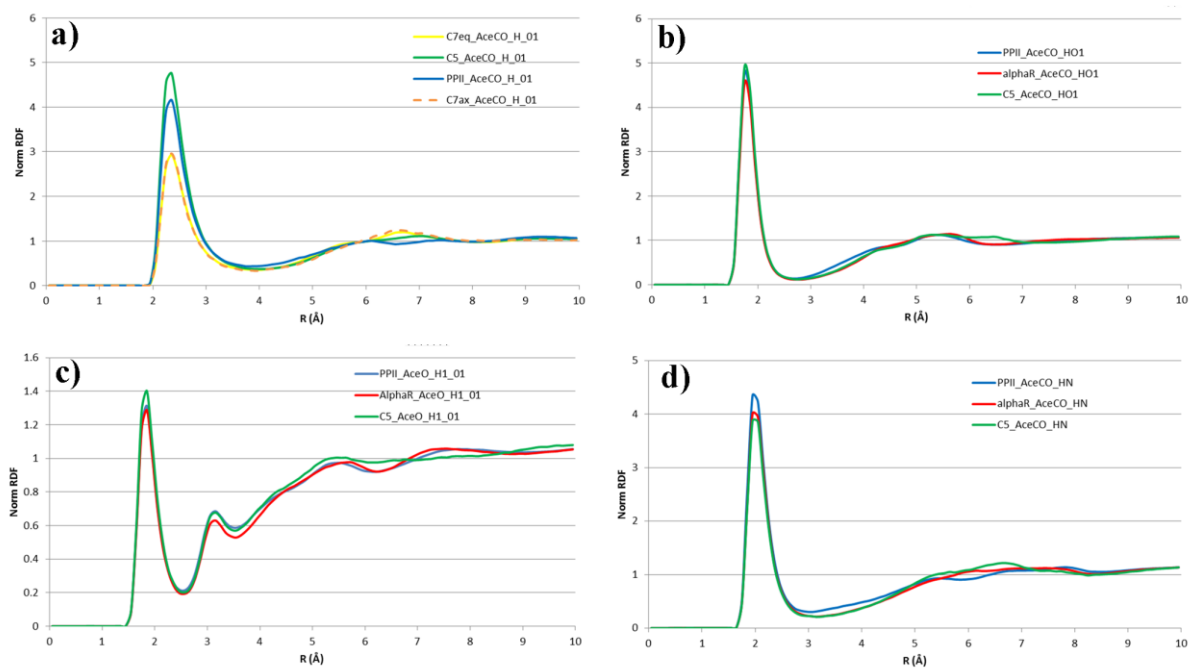 a)
6
5
4
3
2
1
0
Norm RDF
C7eq_AceCO_H_01
C5_AceCO_H_01
PPII_AceCO_H_01
C7ax_AceCO_H_01
0 1 2 3 4 5 6 7 8 9 10
R (Å)
b)
6
5
4
3
2
1
0
Norm RDF
PPII_AceCO_HO1
alphaR_AceCO_HO1
C5_AceCO_HO1
0 1 2 3 4 5 6 7 8 9 10
R (Å)
c)
1.6
1.4
1.2
1
0.8
0.6
0.4
0.2
0
Norm RDF
PPII_AceO_H1_01
AlphaR_AceO_H1_01
C5_AceO_H1_01
0 1 2 3 4 5 6 7 8 9 10
R (Å)
d)
5
4
3
2
1
0
Norm RDF
PPII_AceCO_HN
alphaR_AceCO_HN
C5_AceCO_HN
0 1 2 3 4 5 6 7 8 9 10
R (Å)